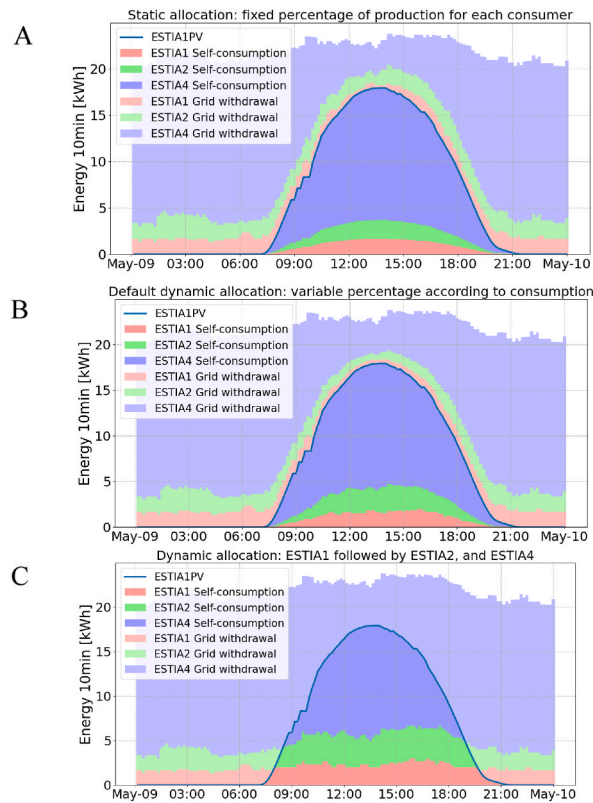 A
Static allocation: fixed percentage of production for each consumer
Energy 10min [kWh]
20
15
10
5
0
ESTIA1PV
ESTIA1 Self-consumption
ESTIA2 Self-consumption
ESTIA4 Self-consumption
ESTIA1 Grid withdrawal
ESTIA2 Grid withdrawal
ESTIA4 Grid withdrawal
May-09 03:00 06:00 09:00 12:00 15:00 18:00 21:00 May-10
B
Default dynamic allocation: variable percentage according to consumption
Energy 10min [kWh]
20
15
10
5
0
ESTIA1PV
ESTIA1 Self-consumption
ESTIA2 Self-consumption
ESTIA4 Self-consumption
ESTIA1 Grid withdrawal
ESTIA2 Grid withdrawal
ESTIA4 Grid withdrawal
May-09 03:00 06:00 09:00 12:00 15:00 18:00 21:00 May-10
C
Dynamic allocation: ESTIA1 followed by ESTIA2, and ESTIA4
Energy 10min [kWh]
20
15
10
5
0
ESTIA1PV
ESTIA1 Self-consumption
ESTIA2 Self-consumption
ESTIA4 Self-consumption
ESTIA1 Grid withdrawal
ESTIA2 Grid withdrawal
ESTIA4 Grid withdrawal
May-09 03:00 06:00 09:00 12:00 15:00 18:00 21:00 May-10